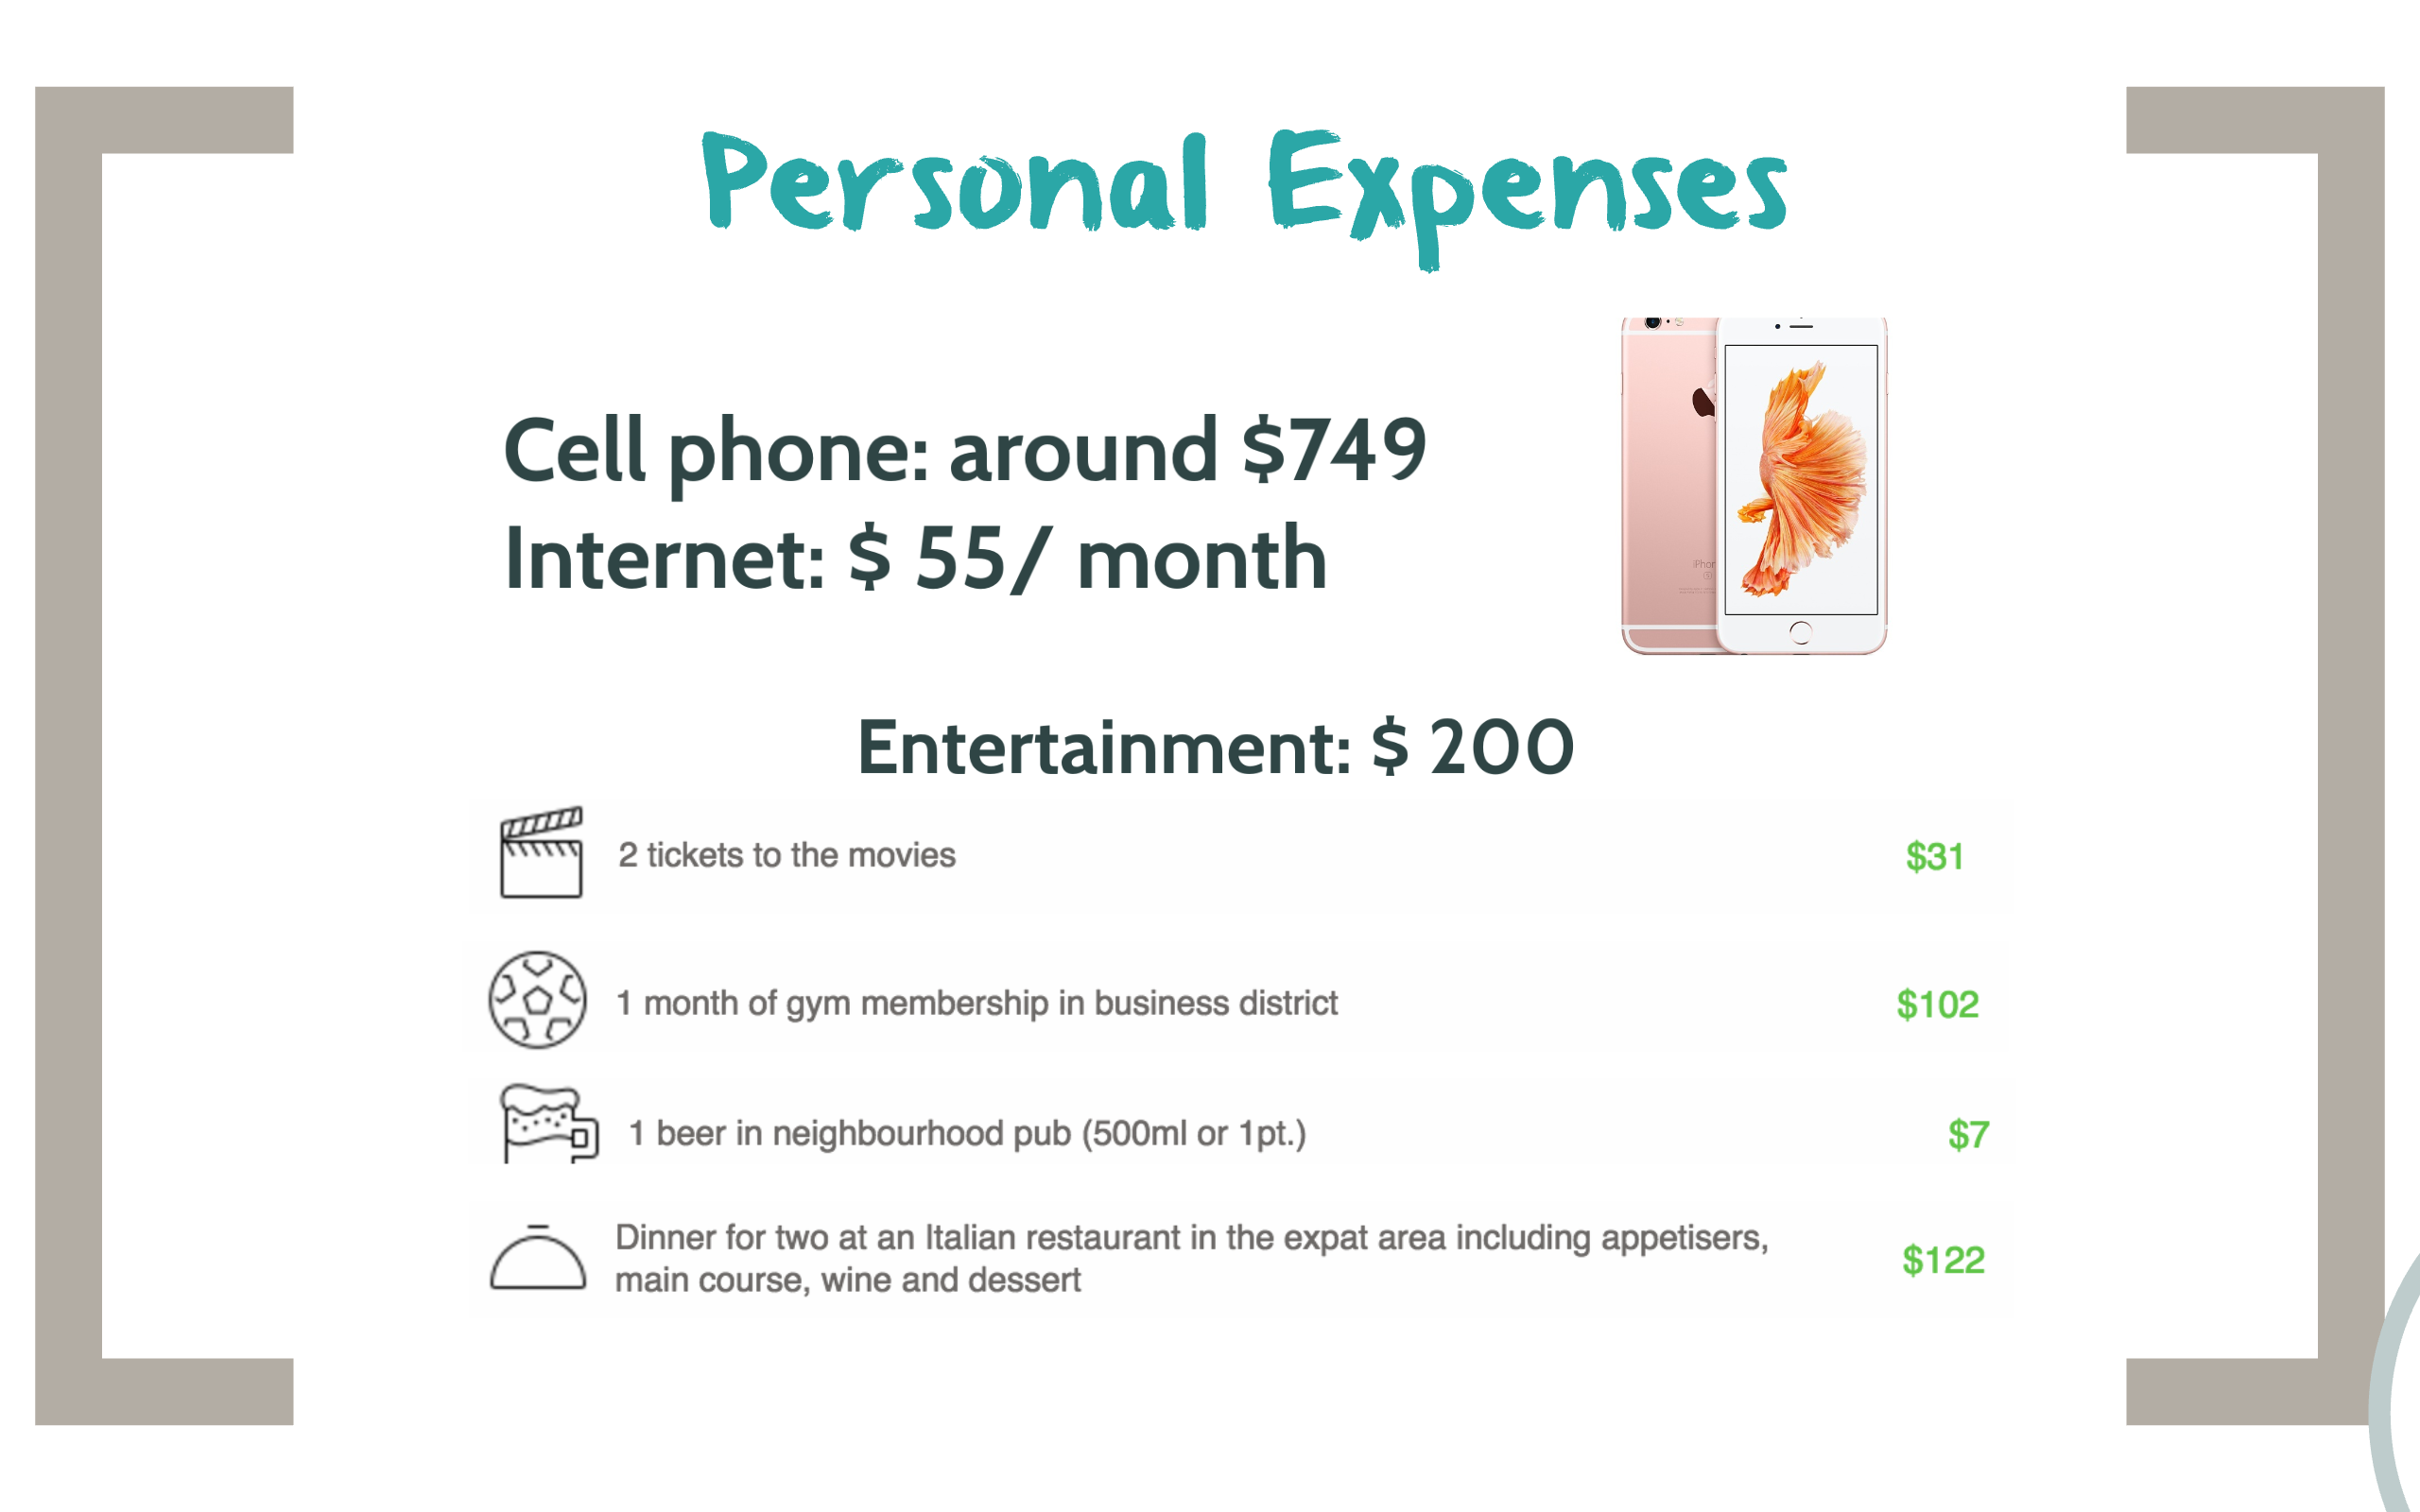 Personal Expenses
Cell phone: around $749
Internet: $ 55/ month
Entertainment: $ 200
2 tickets to the movies $31
1 month of gym membership in business district $102
1 beer in neighbourhood pub (500ml or 1pt.) $7
Dinner for two at an Italian restaurant in the expat area including appetisers,
main course, wine and dessert $122